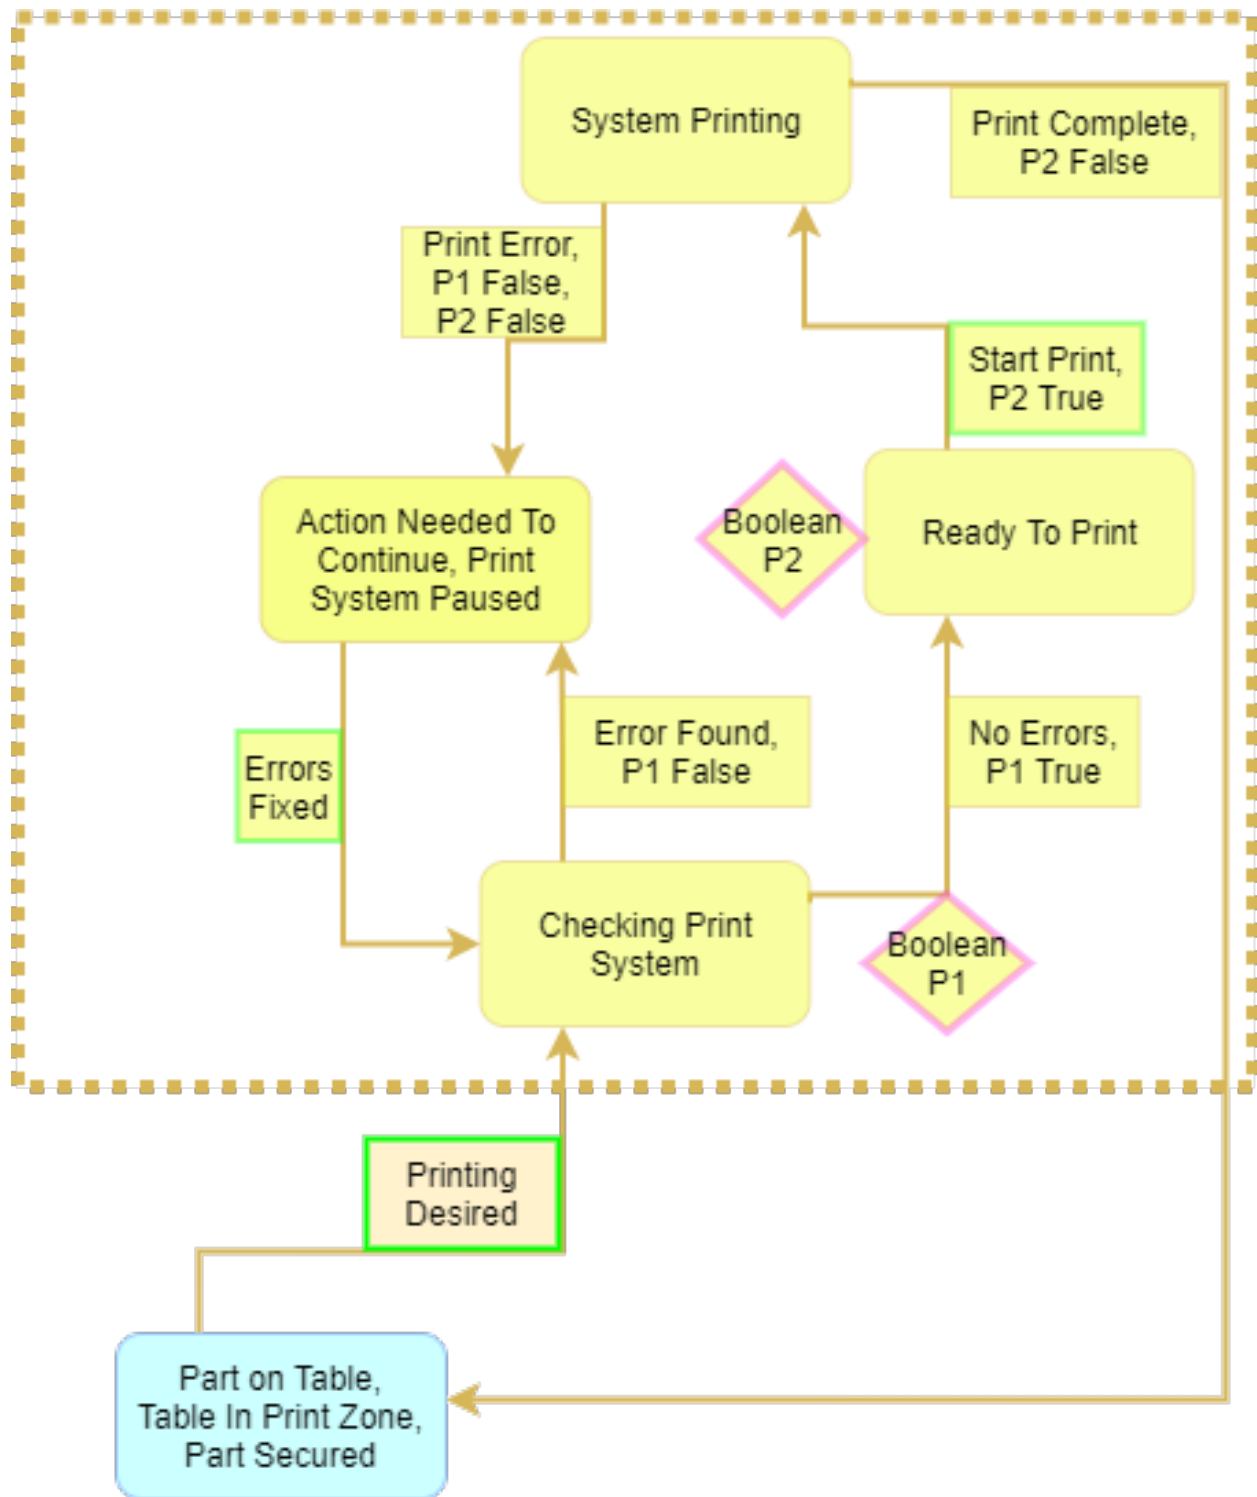 System Printing
Print Complete,
P2 False
Print Error,
P1 False,
P2 False
Start Print,
P2 True
Action Needed To
Continue, Print
System Paused
Boolean
P2
Ready To Print
Errors
Fixed
Error Found,
P1 False
No Errors,
P1 True
Checking Print
System
Boolean
P1
Printing
Desired
Part on Table,
Table In Print Zone,
Part Secured